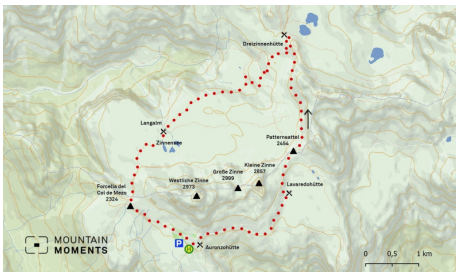 Dreizinnenhütte
Langalm
Zinnensee
Patternsattel
2454
Kleine Zinne
2857
Große Zinne
2999
Westliche Zinne
2973
Forcella del
Col de Mezo
2324
Lavaredohütte
P
H
Auronzohütte
MOUNTAIN
MOMENTS
0 0,5 1 km